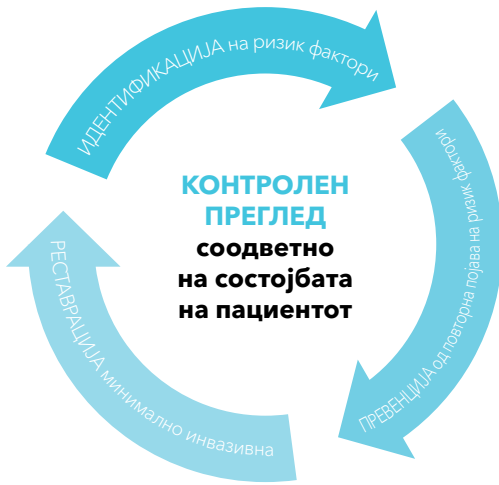 ИДЕНТИФИКАЦИЈА на ризик фактори
ПРЕВЕНЦИЈА од повторна појава на ризик фактори
РЕСТАВРАЦИЈА минимално инвазивна
КОНТРОЛЕН
ПРЕГЛЕД
соодветно
на состојбата
на пациентот